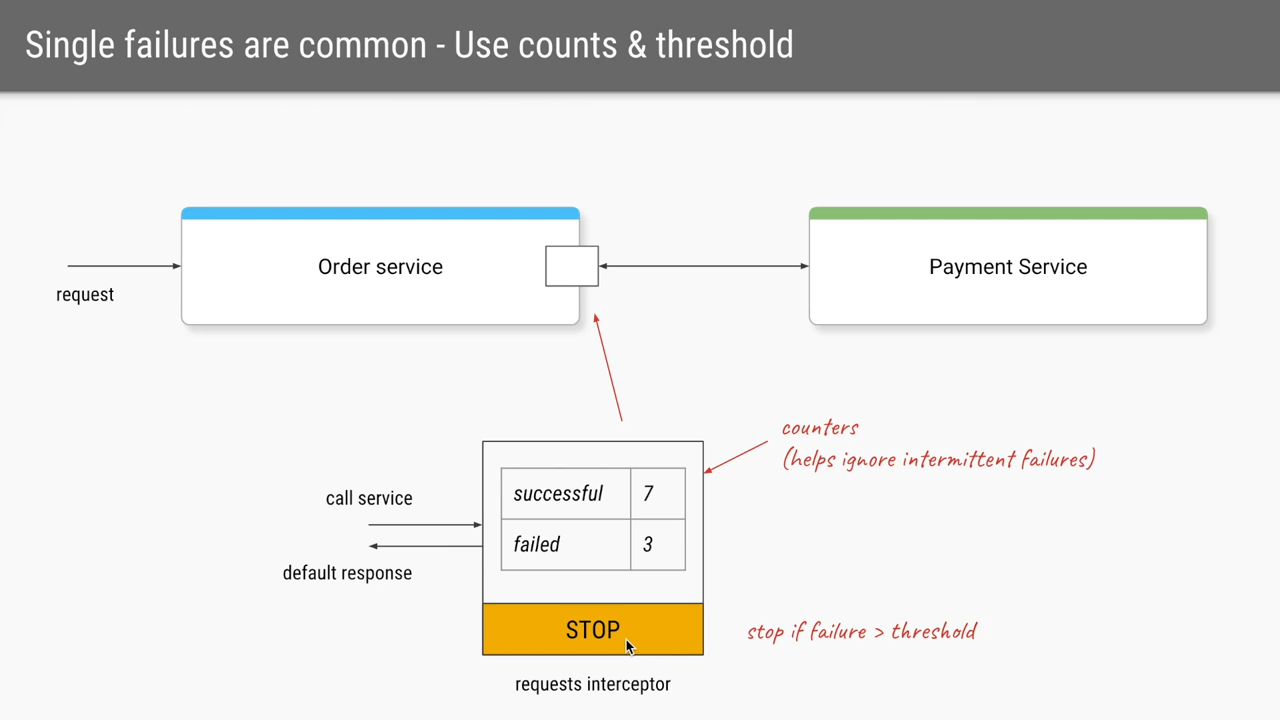 Single failures are common - Use counts & threshold
Order service
Payment Service
request
counters
(helps ignore intermittent failures)
call service
successful 7
failed 3
default response
STOP
stop if failure > threshold
requests interceptor